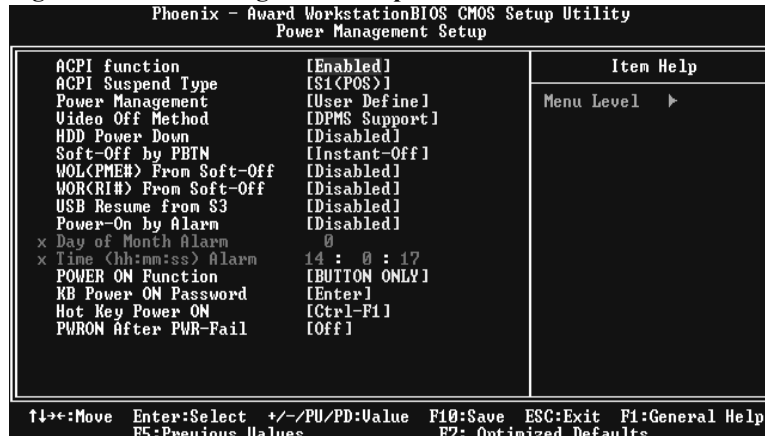 Phoenix - Award WorkstationBIOS CMOS Setup Utility
Power Management Setup
ACPI function [Enabled]
ACPI Suspend Type [S1(POS)]
Power Management [User Define]
Video Off Method [DPMS Support]
HDD Power Down [Disabled]
Soft-Off by PBTN [Instant-Off]
WOL(PME#) From Soft-Off [Disabled]
WOR(RI#) From Soft-Off [Disabled]
USB Resume from S3 [Disabled]
Power-On by Alarm [Disabled]
x Day of Month Alarm 0
x Time (hh:mm:ss) Alarm 14 : 0 : 17
POWER ON Function [BUTTON ONLY]
KB Power ON Password [Enter]
Hot Key Power ON [Ctrl-F1]
PWRON After PWR-Fail [Off]
Item Help
Menu Level ▶
↑↓→←:Move Enter:Select +/-/PU/PD:Value F10:Save ESC:Exit F1:General Help
F5:Previous Values F7: Optimized Defaults